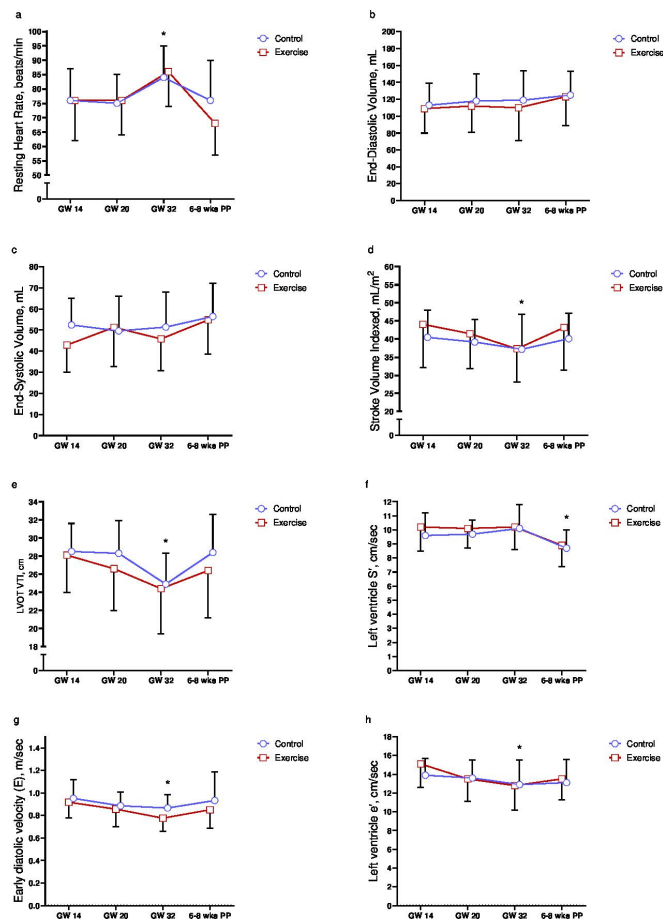 a
Resting Heart Rate, beats/min
100
95
90
85
80
75
70
65
60
55
50
0
*
GW 14
GW 20
GW 32
6-8 wks PP
Control
Exercise
b
End-Diastolic Volume, mL
200
180
160
140
120
100
80
60
40
20
0
GW 14
GW 20
GW 32
6-8 wks PP
Control
Exercise
c
End-Systolic Volume, mL
80
70
60
50
40
30
20
10
0
GW 14
GW 20
GW 32
6-8 wks PP
Control
Exercise
d
Stroke Volume Indexed, mL/m²
60
55
50
45
40
35
30
25
20
0
*
GW 14
GW 20
GW 32
6-8 wks PP
Control
Exercise
e
LVOT VTI, cm
34
32
30
28
26
24
22
20
18
0
*
GW 14
GW 20
GW 32
6-8 wks PP
Control
Exercise
f
Left ventricle S', cm/sec
14
12
10
8
6
4
2
0
*
GW 14
GW 20
GW 32
6-8 wks PP
Control
Exercise
g
Early diatolic velocity (E), m/sec
1.4
1.2
1.0
0.8
0.6
0.4
0.2
0.0
*
GW 14
GW 20
GW 32
6-8 wks PP
Control
Exercise
h
Left ventricle e', cm/sec
18
16
14
12
10
8
6
4
2
0
*
GW 14
GW 20
GW 32
6-8 wks PP
Control
Exercise